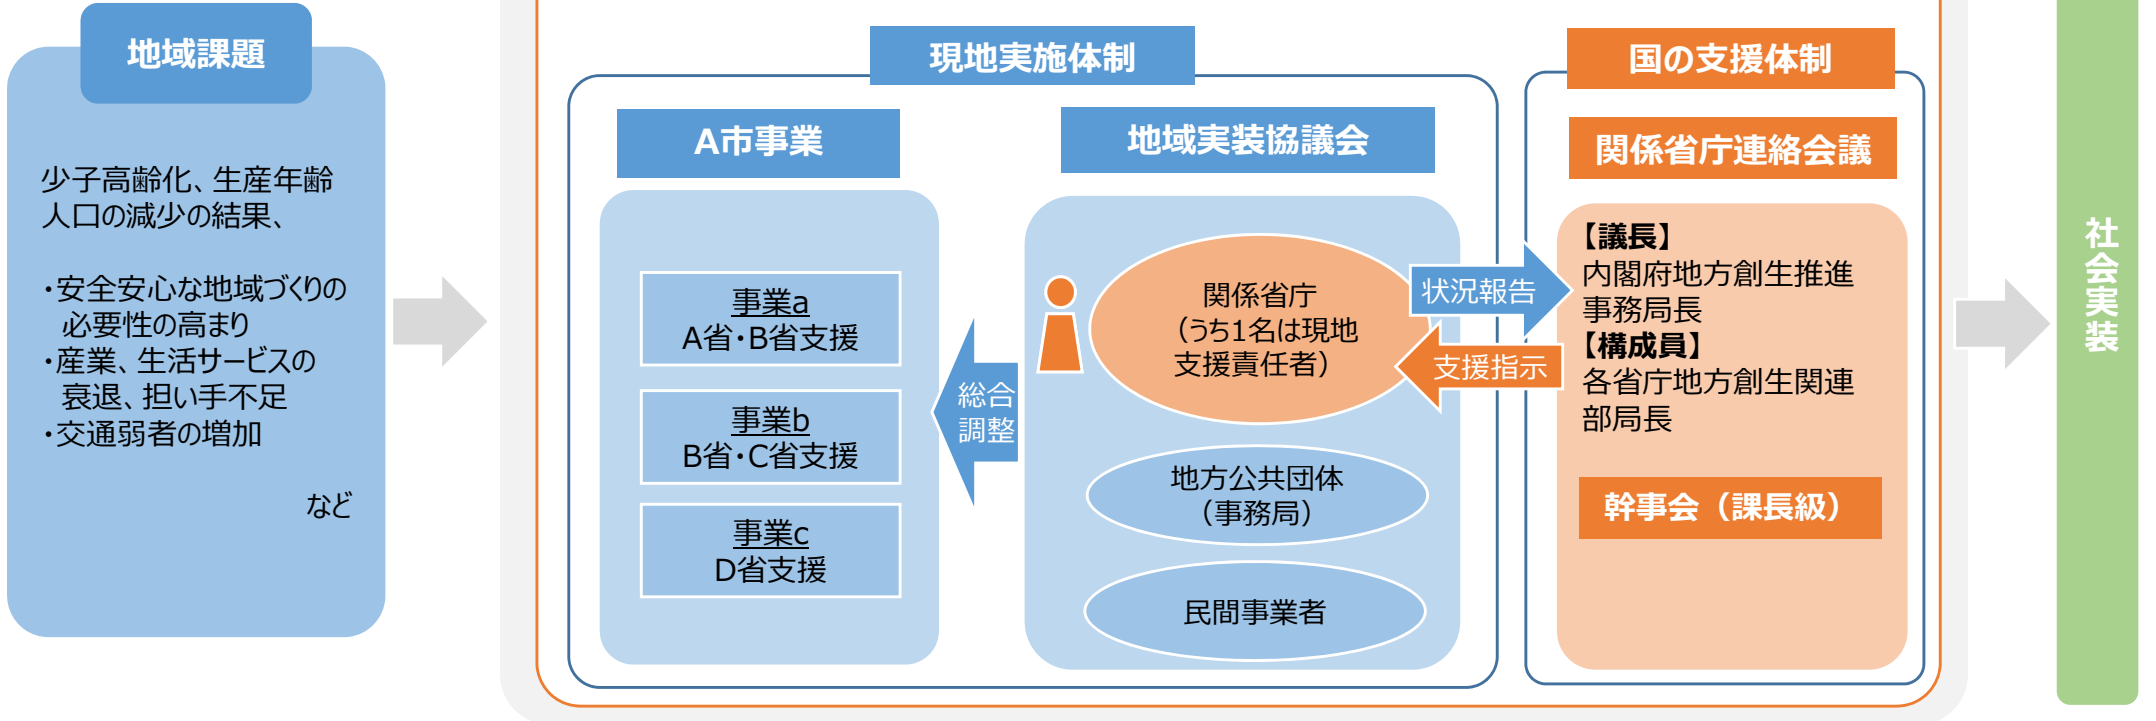 地域課題
少子高齢化、生産年齢
人口の減少の結果、
・安全安心な地域づくりの
必要性の高まり
・産業、生活サービスの
衰退、担い手不足
・交通弱者の増加
など
現地実施体制
A市事業
事業a
A省・B省支援
事業b
B省・C省支援
事業c
D省支援
総合
調整
地域実装協議会
関係省庁
（うち1名は現地
支援責任者）
地方公共団体
（事務局）
民間事業者
状況報告
支援指示
国の支援体制
関係省庁連絡会議
【議長】
内閣府地方創生推進
事務局長
【構成員】
各省庁地方創生関連
部局長
幹事会（課長級）
社会実装